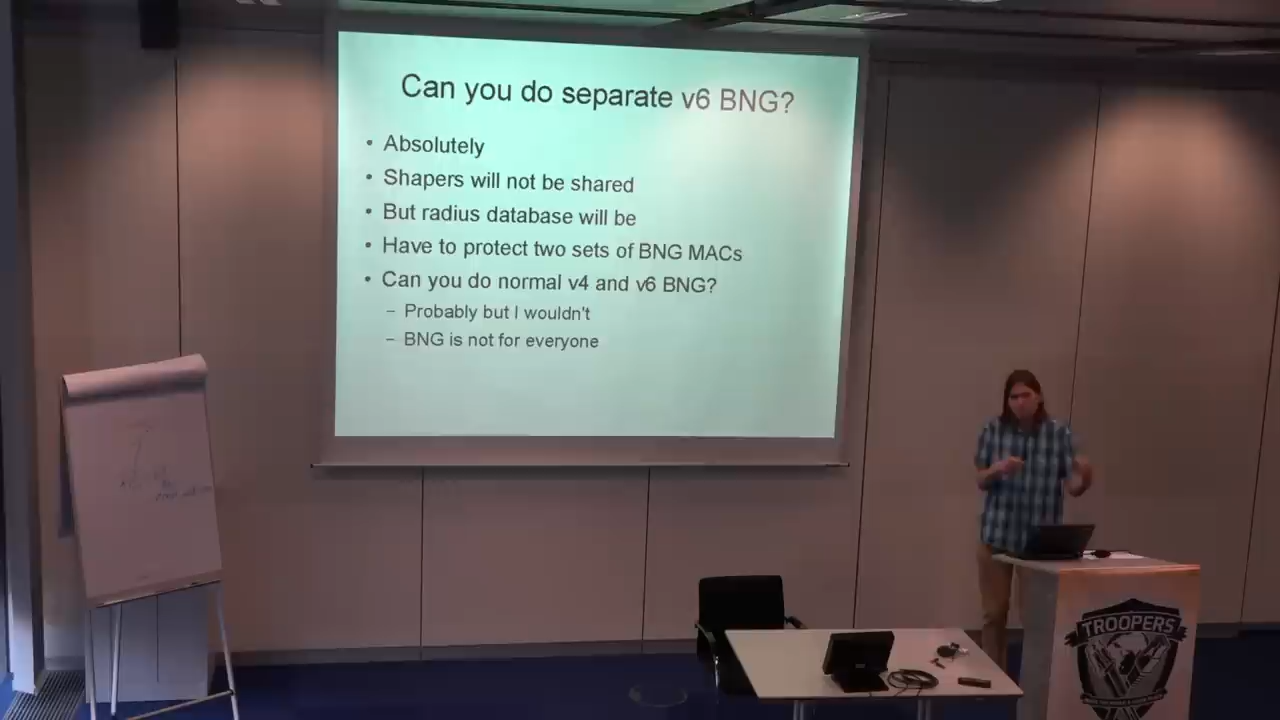 Can you do separate v6 BNG?
• Absolutely
• Shapers will not be shared
• But radius database will be
• Have to protect two sets of BNG MACs
• Can you do normal v4 and v6 BNG?
– Probably but I wouldn't
– BNG is not for everyone
TROOPERS